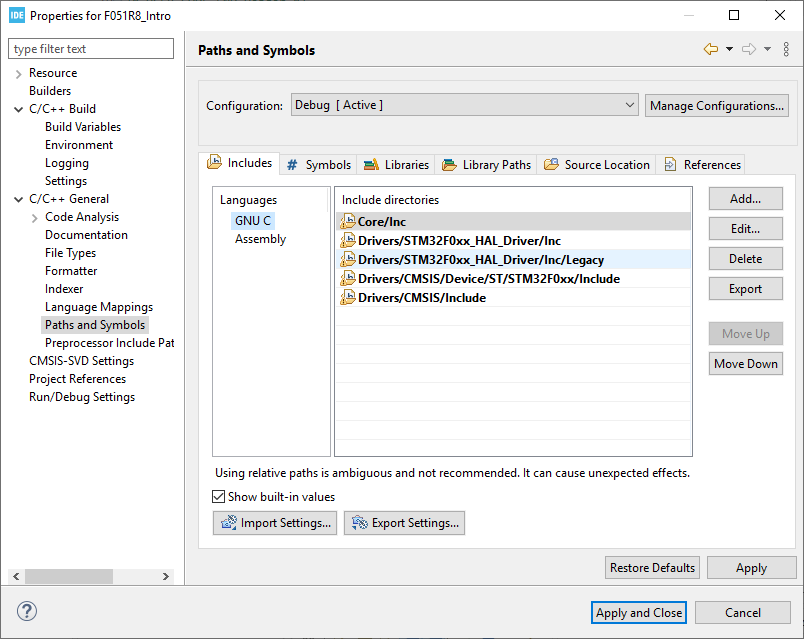 IDE Properties for F051R8_Intro
type filter text
Resource
Builders
C/C++ Build
Build Variables
Environment
Logging
Settings
C/C++ General
Code Analysis
Documentation
File Types
Formatter
Indexer
Language Mappings
Paths and Symbols
Preprocessor Include Pat
CMSIS-SVD Settings
Project References
Run/Debug Settings
Paths and Symbols
Configuration: Debug [ Active ] Manage Configurations...
Includes # Symbols Libraries Library Paths Source Location References
Languages
GNU C
Assembly
Include directories
Core/Inc
Drivers/STM32F0xx_HAL_Driver/Inc
Drivers/STM32F0xx_HAL_Driver/Inc/Legacy
Drivers/CMSIS/Device/ST/STM32F0xx/Include
Drivers/CMSIS/Include
Add...
Edit...
Delete
Export
Move Up
Move Down
Using relative paths is ambiguous and not recommended. It can cause unexpected effects.
Show built-in values
Import Settings... Export Settings...
Restore Defaults Apply
? Apply and Close Cancel